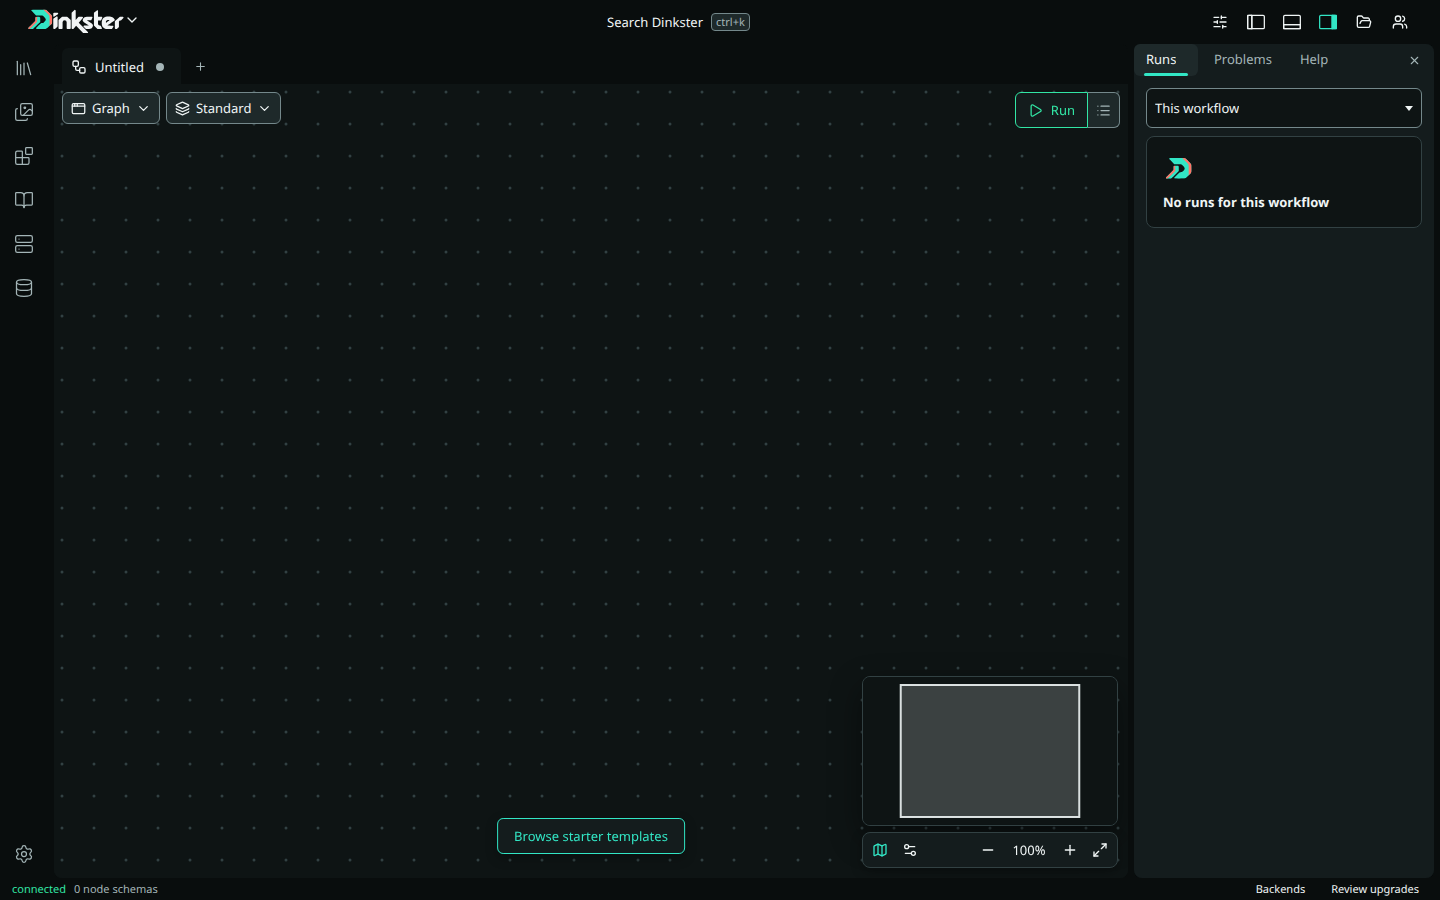 Dinkster
Search Dinkster ctrl+k
Untitled
Runs Problems Help
Graph Standard
Run
This workflow
No runs for this workflow
Browse starter templates
100%
connected 0 node schemas
Backends Review upgrades